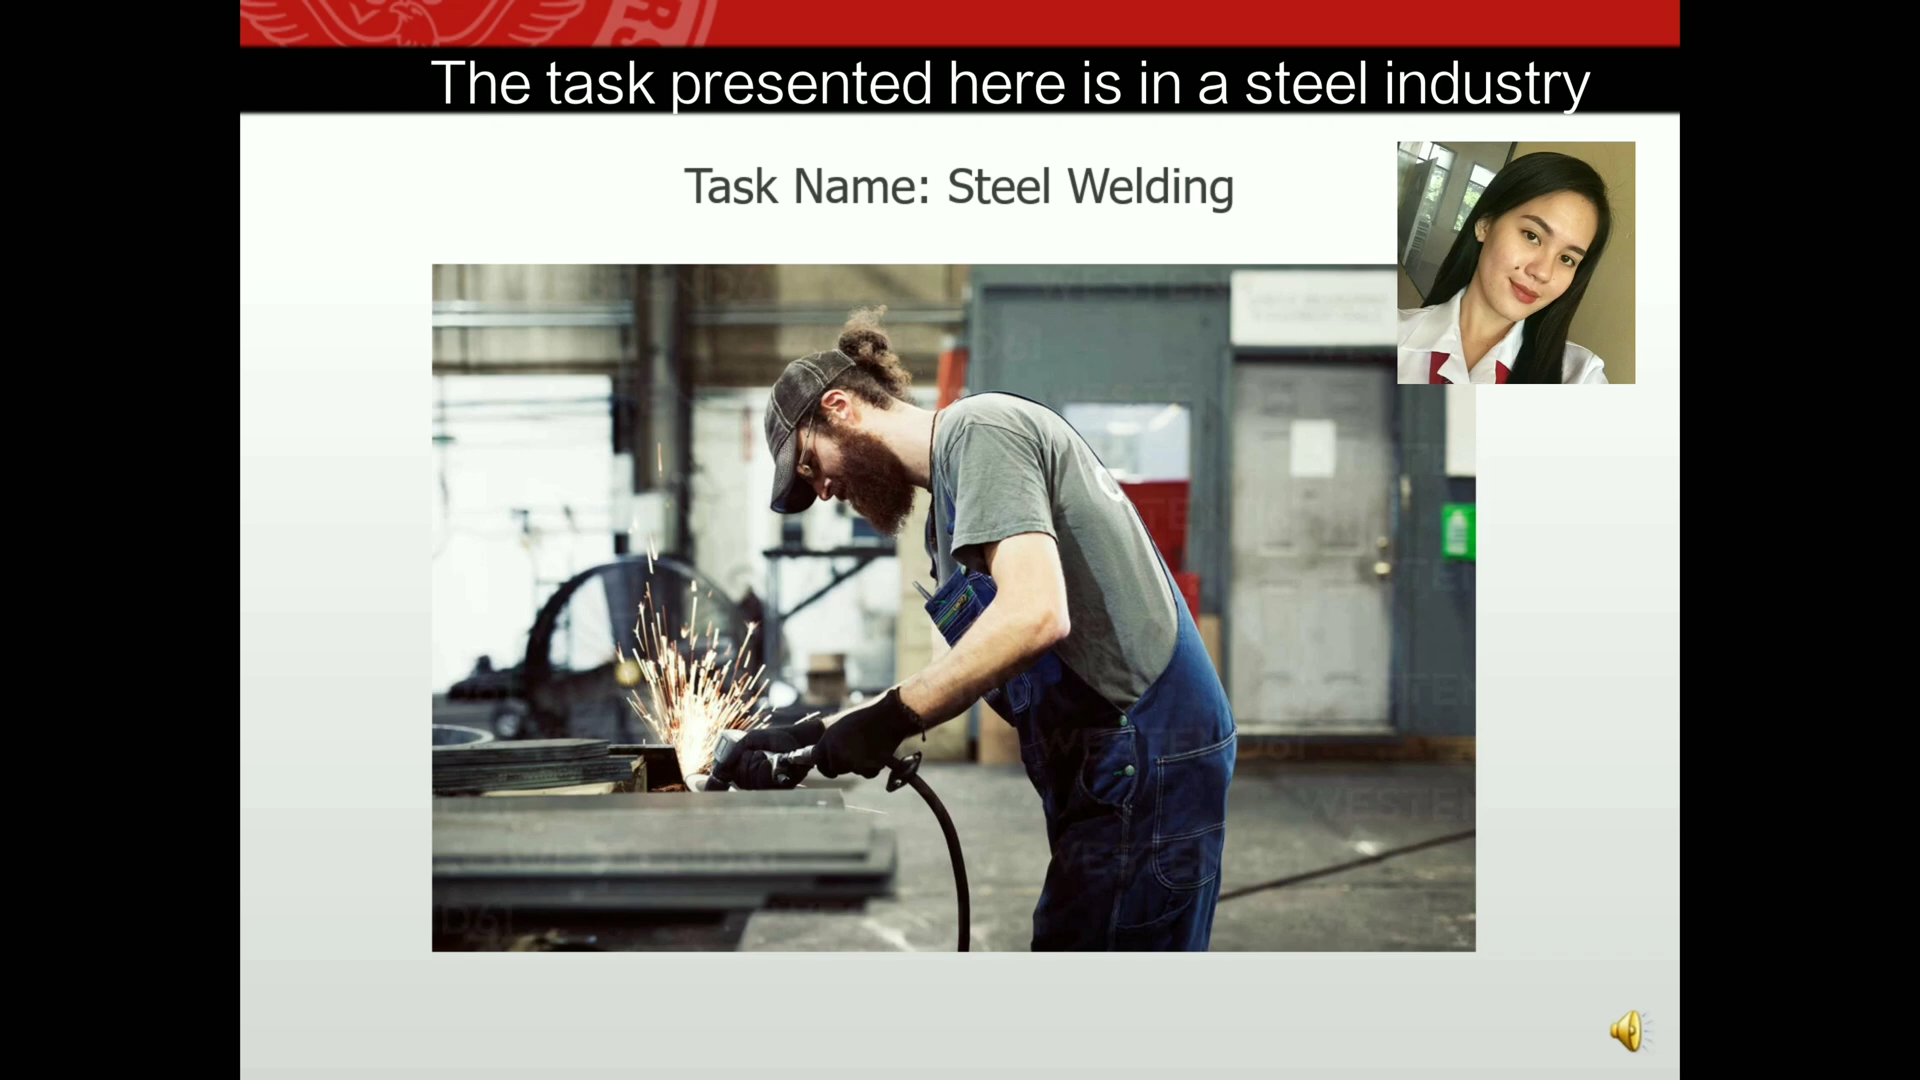 The task presented here is in a steel industry
Task Name: Steel Welding